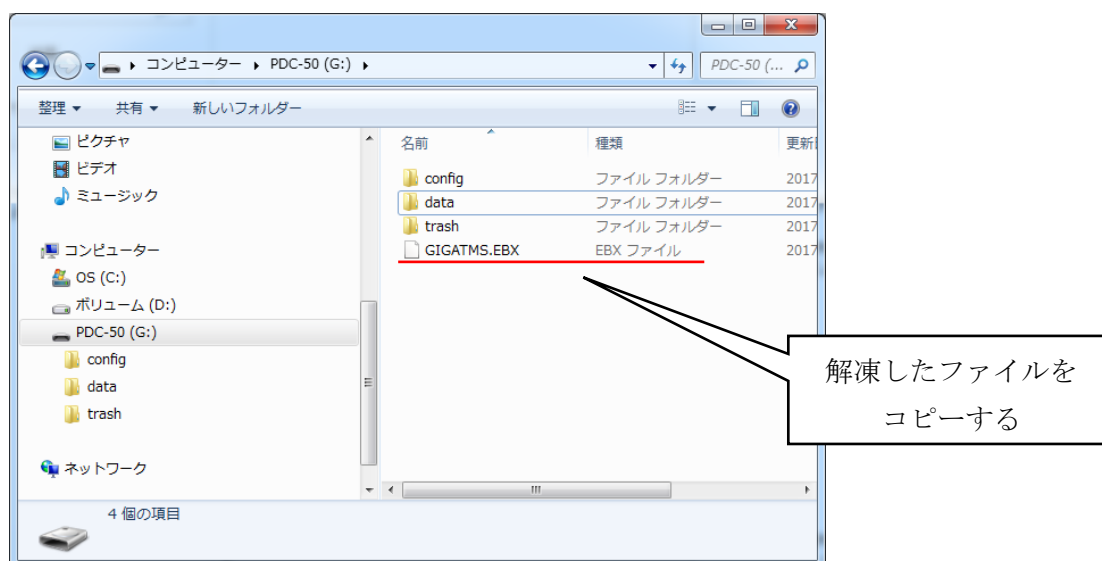 コンピューター PDC-50 (G:)
PDC-50 (...
整理 共有 新しいフォルダー
ピクチャ
ビデオ
ミュージック
コンピューター
OS (C:)
ボリューム (D:)
PDC-50 (G:)
config
data
trash
ネットワーク
名前 種類 更新
config ファイル フォルダー 2017
data ファイル フォルダー 2017
trash ファイル フォルダー 2017
GIGATMS.EBX EBX ファイル 2017
解凍したファイルを
コピーする
4 個の項目